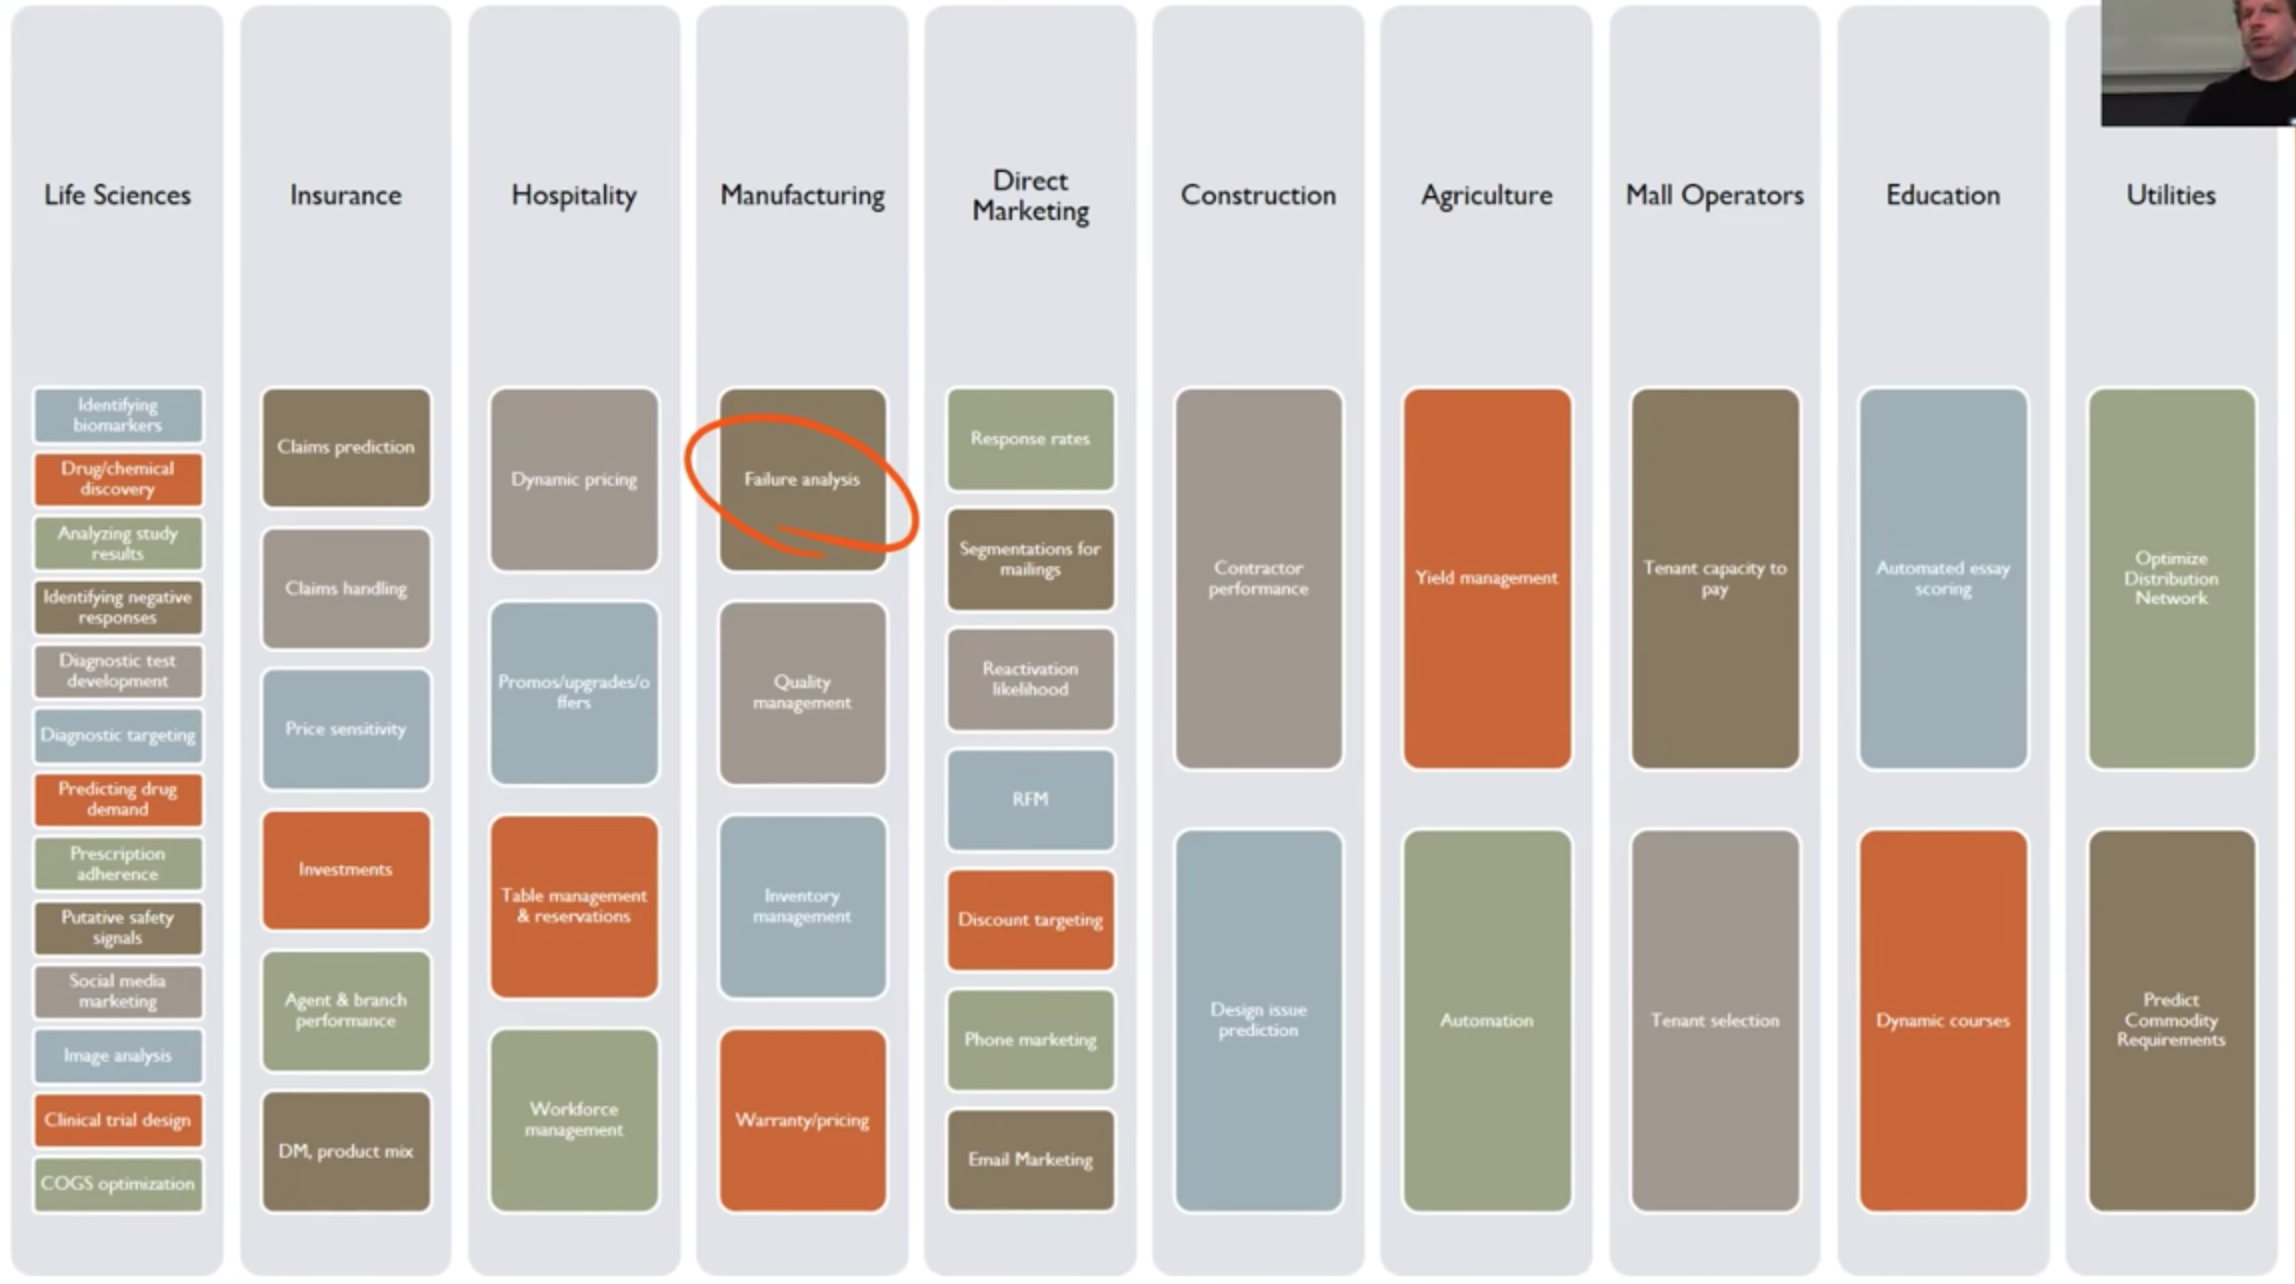 Life Sciences
Identifying
biomarkers
Drug/chemical
discovery
Analyzing study
results
Identifying negative
responses
Diagnostic test
development
Diagnostic targeting
Predicting drug
demand
Prescription
adherence
Putative safety
signals
Social media
marketing
Image analysis
Clinical trial design
COGS optimization
Insurance
Claims prediction
Claims handling
Price sensitivity
Investments
Agent & branch
performance
DM, product mix
Hospitality
Dynamic pricing
Promos/upgrades/o
ffers
Table management
& reservations
Workforce
management
Manufacturing
Failure analysis
Quality
management
Inventory
management
Warranty/pricing
Direct
Marketing
Response rates
Segmentations for
mailings
Reactivation
likelihood
RFM
Discount targeting
Phone marketing
Email Marketing
Construction
Contractor
performance
Design issue
prediction
Agriculture
Yield management
Automation
Mall Operators
Tenant capacity to
pay
Tenant selection
Education
Automated essay
scoring
Dynamic courses
Utilities
Optimize
Distribution
Network
Predict
Commodity
Requirements